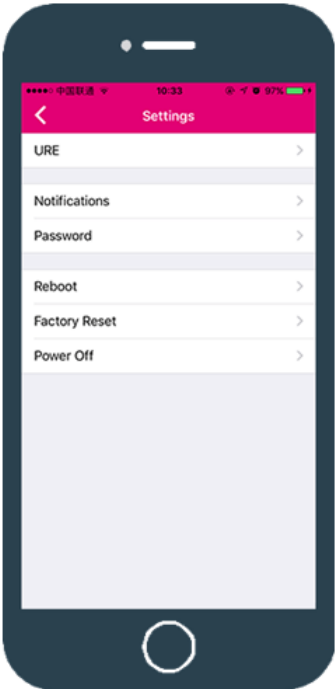 中国联通 10:33 97%
Settings
URE
Notifications
Password
Reboot
Factory Reset
Power Off